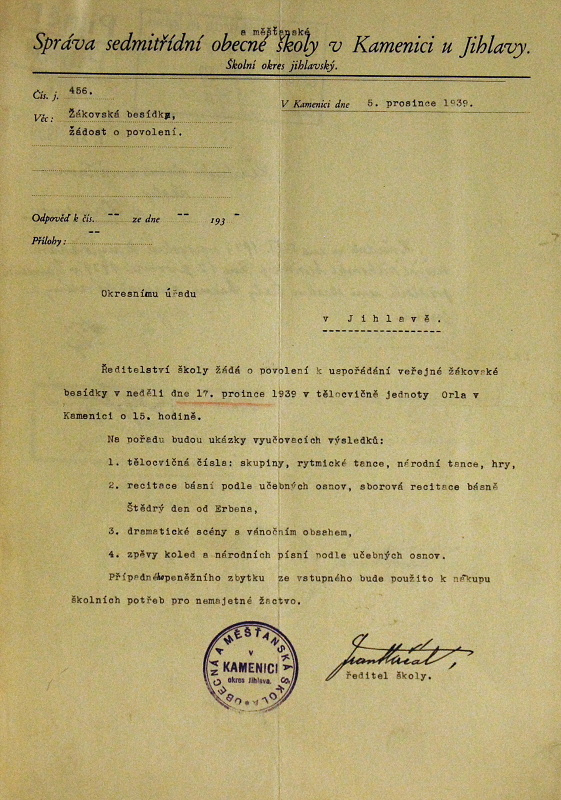 a měšťanské
Správa sedmitřídní obecné školy v Kamenici u Jihlavy.
Školní okres jihlavský.
Čís. j. 456.
V Kamenici dne 5. prosince 1939.
Věc: Žákovská besídka,
žádost o povolení.
Odpověď k čís. -- ze dne -- 193 -
Přílohy: --
Okresnímu úřadu
v Jihlavě.
Ředitelství školy žádá o povolení k uspořádání veřejné žákovské
besídky v neděli dne 17. proince 1939 v tělocvičně jednoty Orla v
Kamenici o 15. hodině.
Na pořadu budou ukázky vyučovacích výsledků:
1. tělocvičná čísla: skupiny, rytmické tance, národní tance, hry,
2. recitace básní podle učebných osnov, sborová recitace básně
Štědrý den od Erbena,
3. dramatické scény s vánočním obsahem,
4. zpěvy koled a národních písní podle učebných osnov.
Případného peněžního zbytku ze vstupného bude použito k nákupu
školních potřeb pro nemajetné žactvo.
OBECNÁ A MĚŠŤANSKÁ ŠKOLA
V
KAMENICI
okres Jihlava.
ředitel školy.